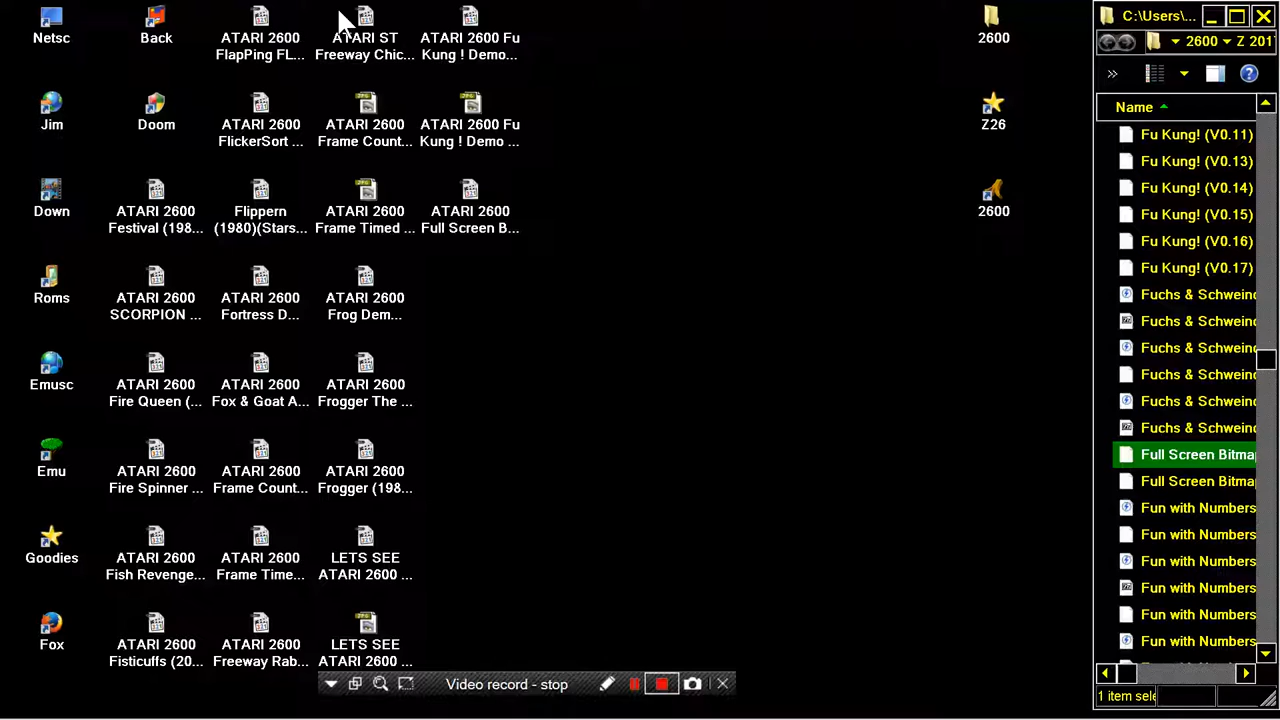 Netsc
Back
ATARI 2600
FlapPing FL...
ATARI ST
Freeway Chic...
ATARI 2600 Fu
Kung ! Demo...
2600
Jim
Doom
ATARI 2600
FlickerSort ...
ATARI 2600
Frame Count...
ATARI 2600 Fu
Kung ! Demo ...
Z26
Down
ATARI 2600
Festival (198...
Flippern
(1980)(Stars...
ATARI 2600
Frame Timed ...
ATARI 2600
Full Screen B...
2600
Roms
ATARI 2600
SCORPION ...
ATARI 2600
Fortress D...
ATARI 2600
Frog Dem...
Emusc
ATARI 2600
Fire Queen (...
ATARI 2600
Fox & Goat A...
ATARI 2600
Frogger The ...
Emu
ATARI 2600
Fire Spinner ...
ATARI 2600
Frame Count...
ATARI 2600
Frogger (198...
Goodies
ATARI 2600
Fish Revenge...
ATARI 2600
Frame Time...
LETS SEE
ATARI 2600 ...
Fox
ATARI 2600
Fisticuffs (20...
ATARI 2600
Freeway Rab...
LETS SEE
ATARI 2600 ...
Video record - stop
C:\Users\...
2600 Z 201
Name
Fu Kung! (V0.11)
Fu Kung! (V0.13)
Fu Kung! (V0.14)
Fu Kung! (V0.15)
Fu Kung! (V0.16)
Fu Kung! (V0.17)
Fuchs & Schweind
Fuchs & Schweind
Fuchs & Schweind
Fuchs & Schweind
Fuchs & Schweind
Fuchs & Schweind
Full Screen Bitma
Full Screen Bitma
Fun with Numbers
Fun with Numbers
Fun with Numbers
Fun with Numbers
Fun with Numbers
Fun with Numbers
1 item sele